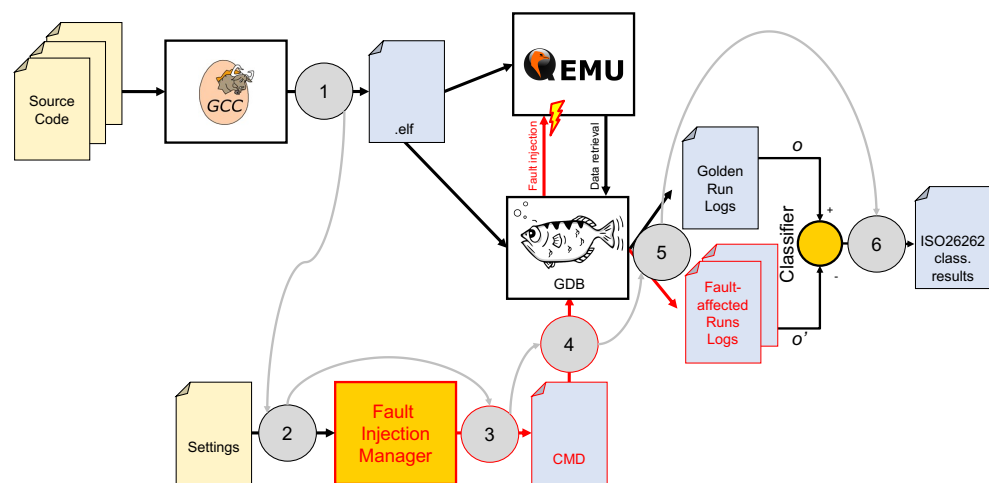 Source
Code
GCC
1
.elf
QEMU
Fault injection
Data retrieval
GDB
Golden
Run
Logs
o
+
Classifier
5
6
-
o'
ISO26262
class.
results
Fault-
affected
Runs
Logs
4
Settings
2
Fault
Injection
Manager
3
CMD